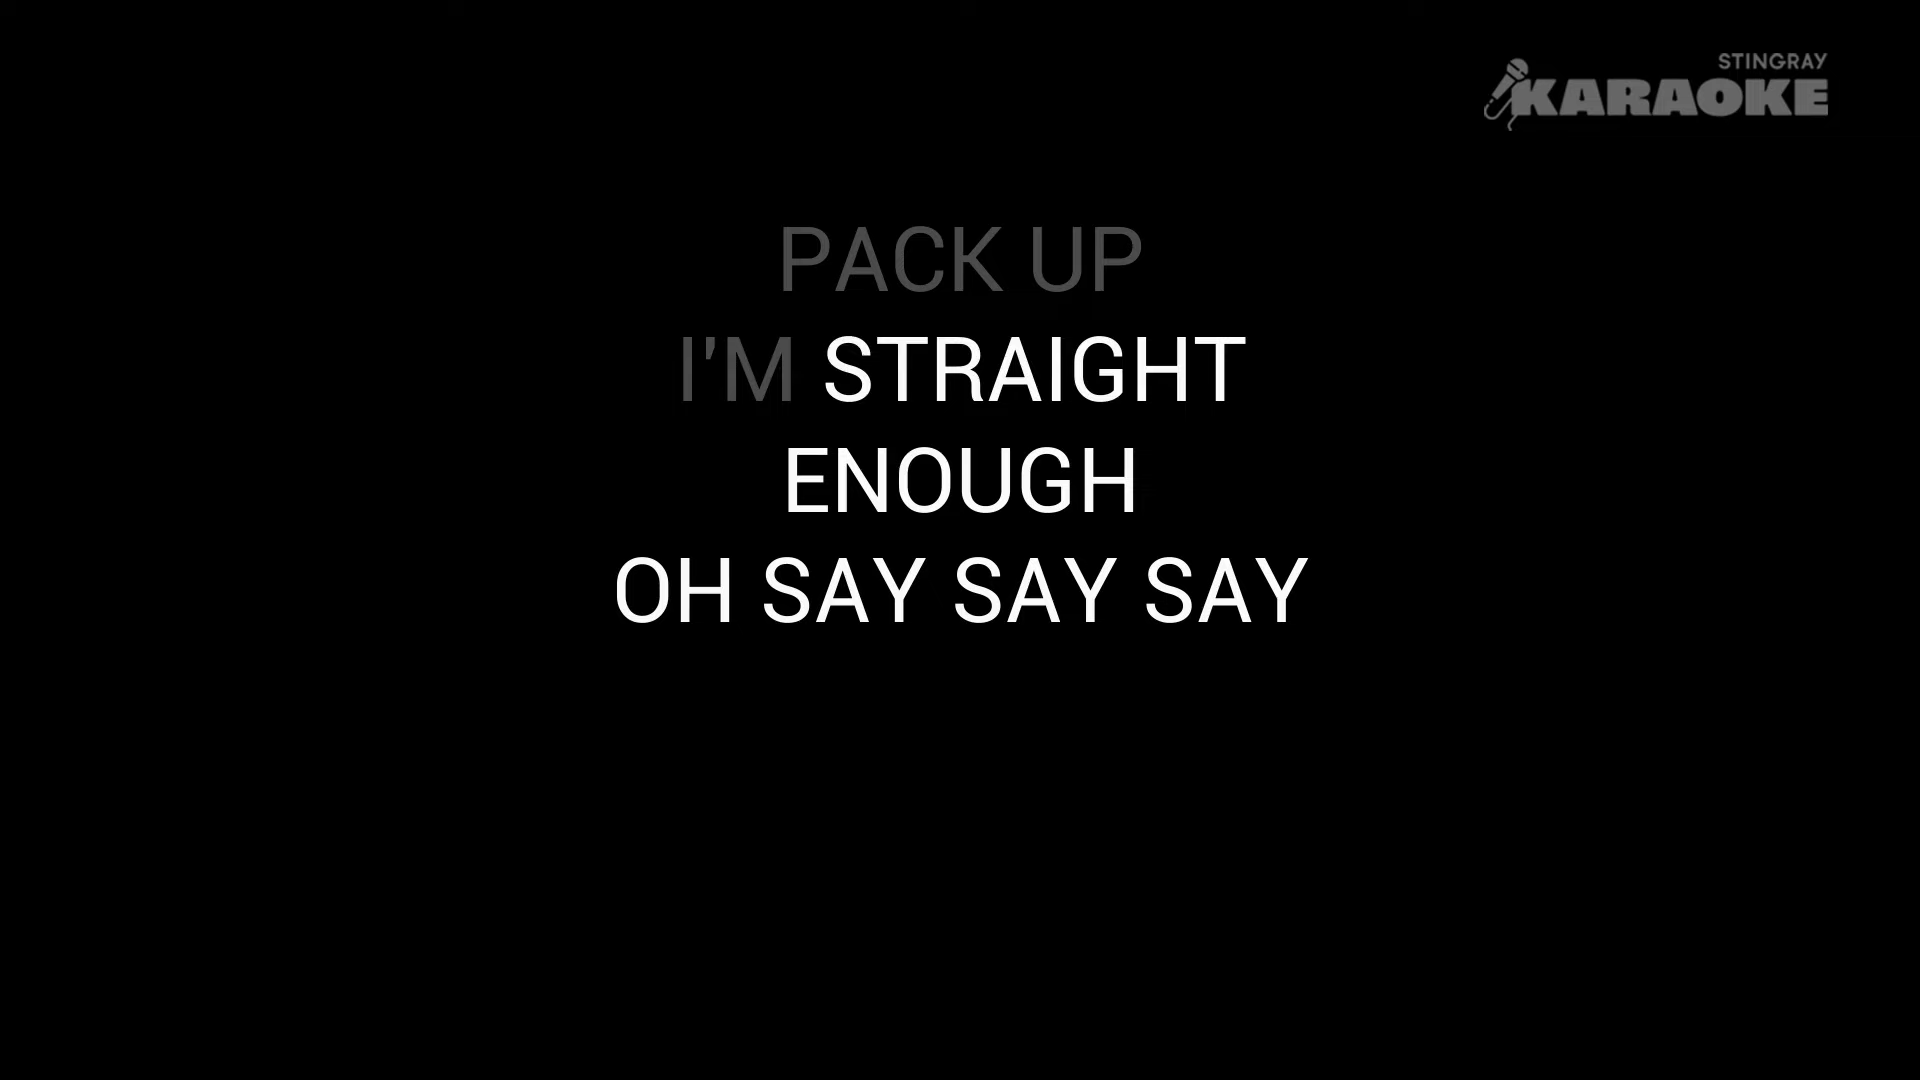 STINGRAY
KARAOKE
PACK UP
I'M STRAIGHT
ENOUGH
OH SAY SAY SAY